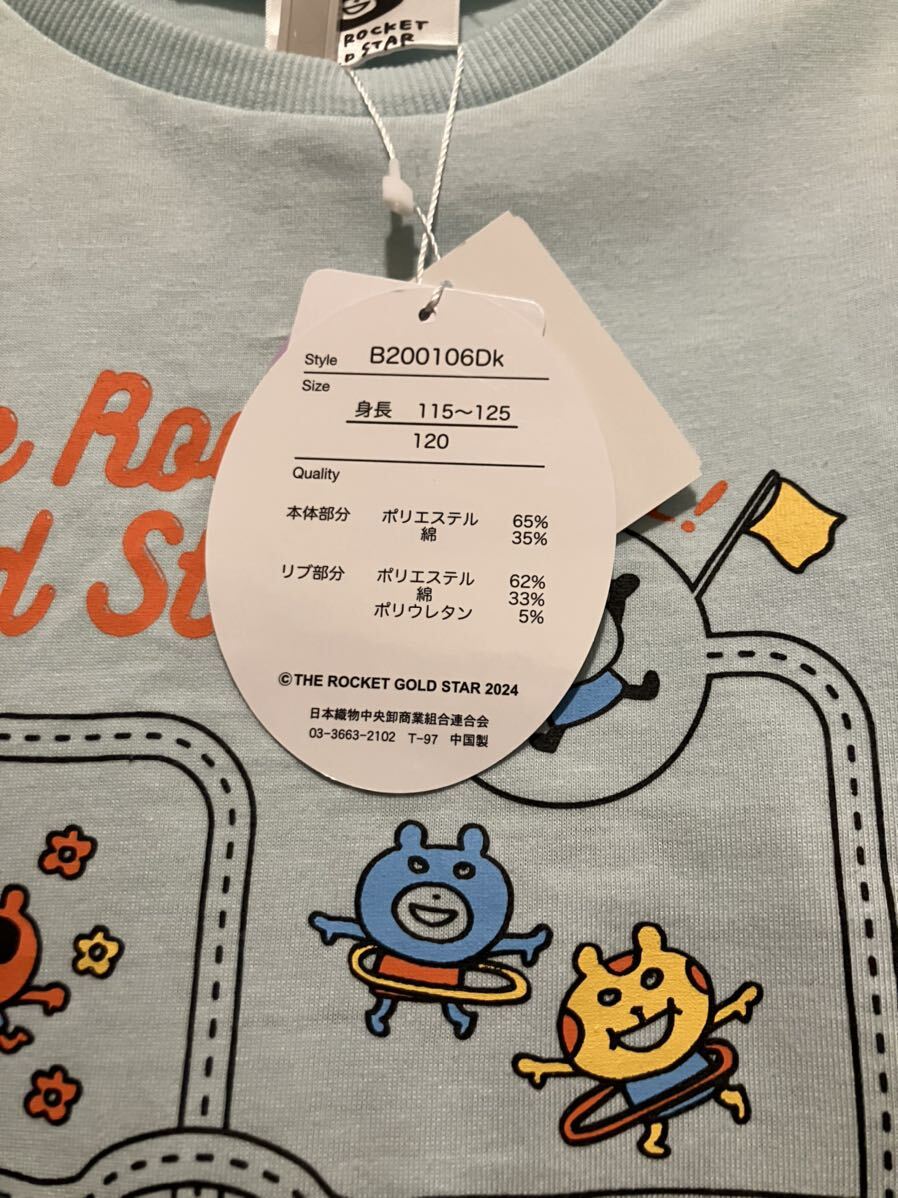 ROCKET
D STAR
Style B200106Dk
Size
身長 115～125
120
Quality
本体部分 ポリエステル 65%
綿 35%
リブ部分 ポリエステル 62%
綿 33%
ポリウレタン 5%
©THE ROCKET GOLD STAR 2024
日本織物中央卸商業組合連合会
03-3663-2102 T-97 中国製